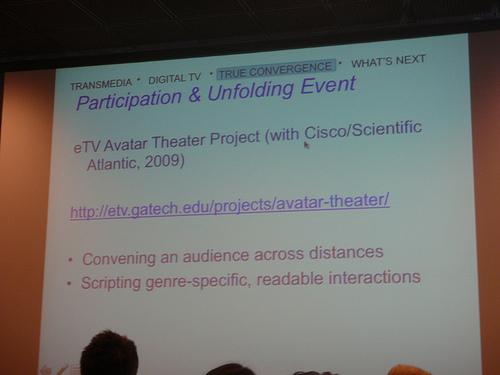 TRANSMEDIA * DIGITAL TV * TRUE CONVERGENCE * WHAT'S NEXT
Participation & Unfolding Event
eTV Avatar Theater Project (with Cisco/Scientific
Atlantic, 2009)
http://etv.gatech.edu/projects/avatar-theater/
• Convening an audience across distances
• Scripting genre-specific, readable interactions